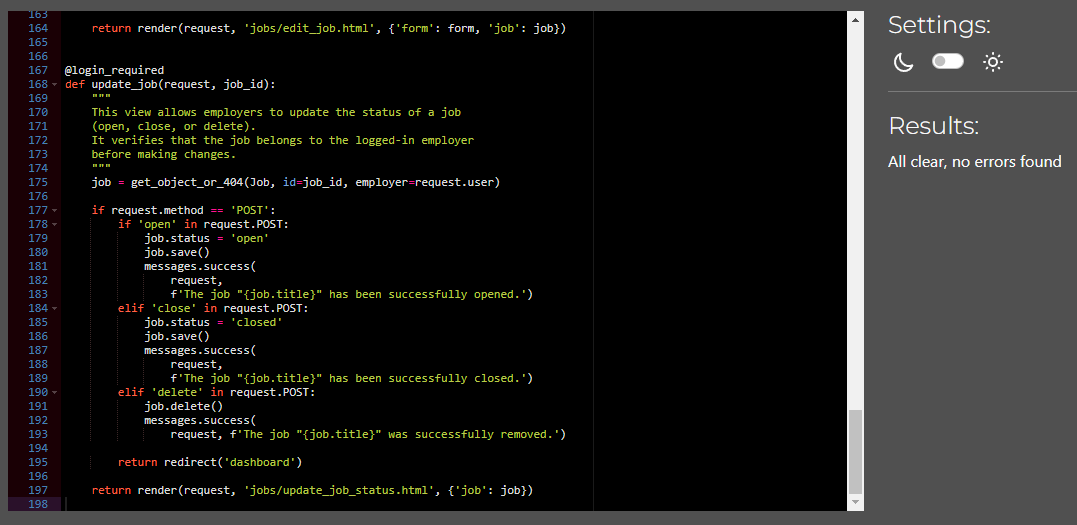 163
164     return render(request, 'jobs/edit_job.html', {'form': form, 'job': job})
165
166
167 @login_required
168 def update_job(request, job_id):
169     """
170     This view allows employers to update the status of a job
171     (open, close, or delete).
172     It verifies that the job belongs to the logged-in employer
173     before making changes.
174     """
175     job = get_object_or_404(Job, id=job_id, employer=request.user)
176
177     if request.method == 'POST':
178         if 'open' in request.POST:
179             job.status = 'open'
180             job.save()
181             messages.success(
182                 request,
183                 f'The job "{job.title}" has been successfully opened.')
184         elif 'close' in request.POST:
185             job.status = 'closed'
186             job.save()
187             messages.success(
188                 request,
189                 f'The job "{job.title}" has been successfully closed.')
190         elif 'delete' in request.POST:
191             job.delete()
192             messages.success(
193                 request, f'The job "{job.title}" was successfully removed.')
194
195         return redirect('dashboard')
196
197     return render(request, 'jobs/update_job_status.html', {'job': job})
198
Settings:
Results:
All clear, no errors found